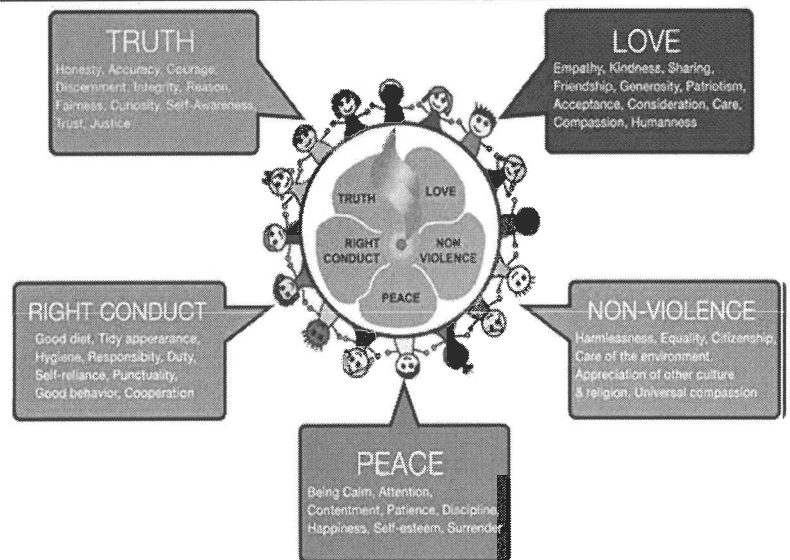 TRUTH
Honesty, Accuracy, Courage,
Discernment, Integrity, Reason,
Fairness, Curiosity, Self-Awareness,
Trust, Justice
LOVE
Empathy, Kindness, Sharing,
Friendship, Generosity, Patriotism,
Acceptance, Consideration, Care,
Compassion, Humanness
TRUTH
LOVE
RIGHT
CONDUCT
NON
VIOLENCE
PEACE
RIGHT CONDUCT
Good diet, Tidy apperarance,
Hygiene, Responsibity, Duty,
Self-reliance, Punctuality,
Good behavior, Cooperation
NON-VIOLENCE
Harmlessness, Equality, Citizenship,
Care of the environment,
Appreciation of other culture
& religion, Universal compassion
PEACE
Being Calm, Attention,
Contentment, Patience, Discipline,
Happiness, Self-esteem, Surrender